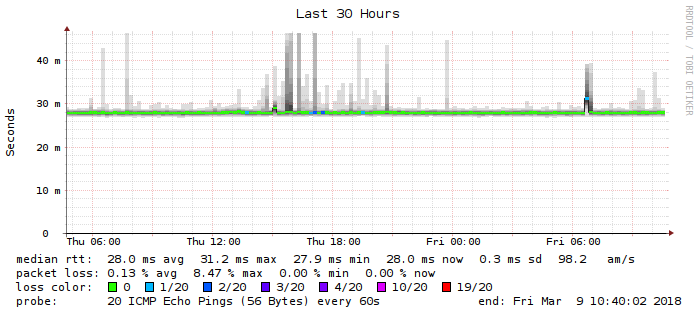 Last 30 Hours
RRDTOOL / TOBI OETIKER
Seconds
40 m
30 m
20 m
10 m
0
Thu 06:00 Thu 12:00 Thu 18:00 Fri 00:00 Fri 06:00
median rtt: 28.0 ms avg 31.2 ms max 27.9 ms min 28.0 ms now 0.3 ms sd 98.2 am/s
packet loss: 0.13 % avg 8.47 % max 0.00 % min 0.00 % now
loss color: 0 1/20 2/20 3/20 4/20 10/20 19/20
probe: 20 ICMP Echo Pings (56 Bytes) every 60s end: Fri Mar 9 10:40:02 2018